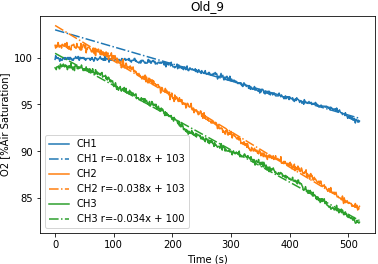 Old_9
O2 [%Air Saturation]
100
95
90
85
CH1
CH1 r=-0.018x + 103
CH2
CH2 r=-0.038x + 103
CH3
CH3 r=-0.034x + 100
0 100 200 300 400 500
Time (s)